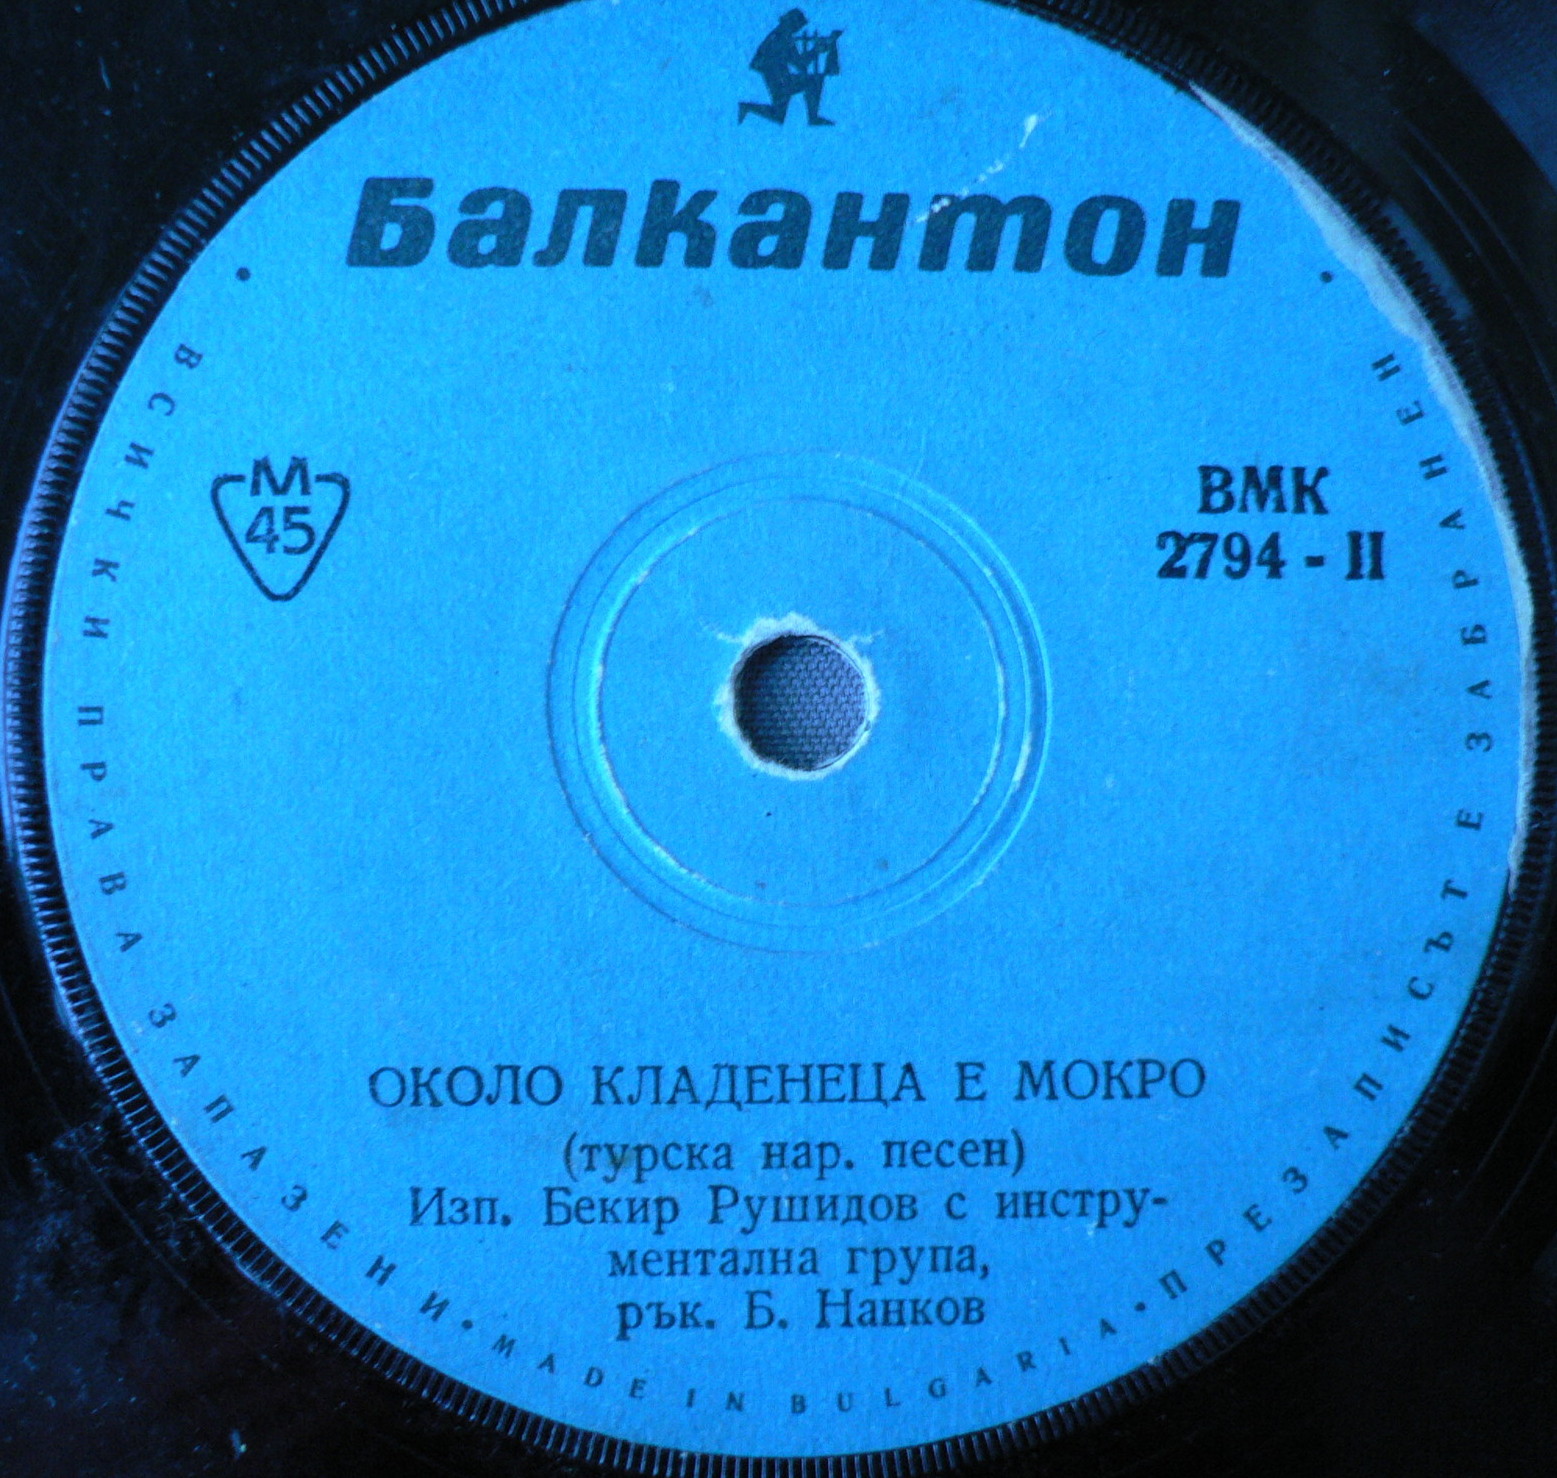 Балкантон
М
45
ВМК
2794 - II
ОКОЛО КЛАДЕНЕЦА Е МОКРО
(турска нар. песен)
Изп. Бекир Рушидов с инстру-
ментална група,
рък. Б. Нанков
• ВСИЧКИ ПРАВА ЗАПАЗЕНИ • MADE IN BULGARIA • ПРЕЗАПИСЪТ Е ЗАБРАНЕН •